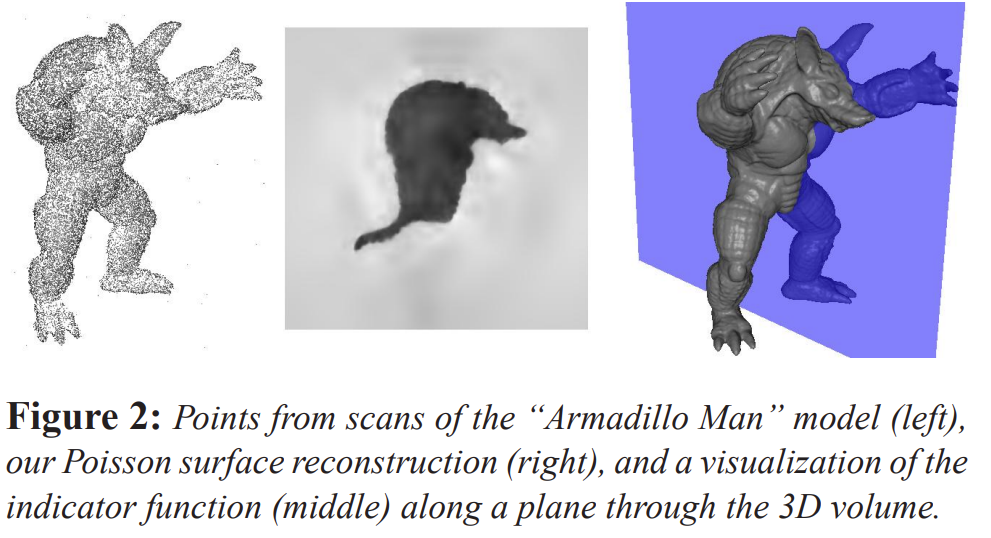 Figure 2: Points from scans of the “Armadillo Man” model (left),
our Poisson surface reconstruction (right), and a visualization of the
indicator function (middle) along a plane through the 3D volume.